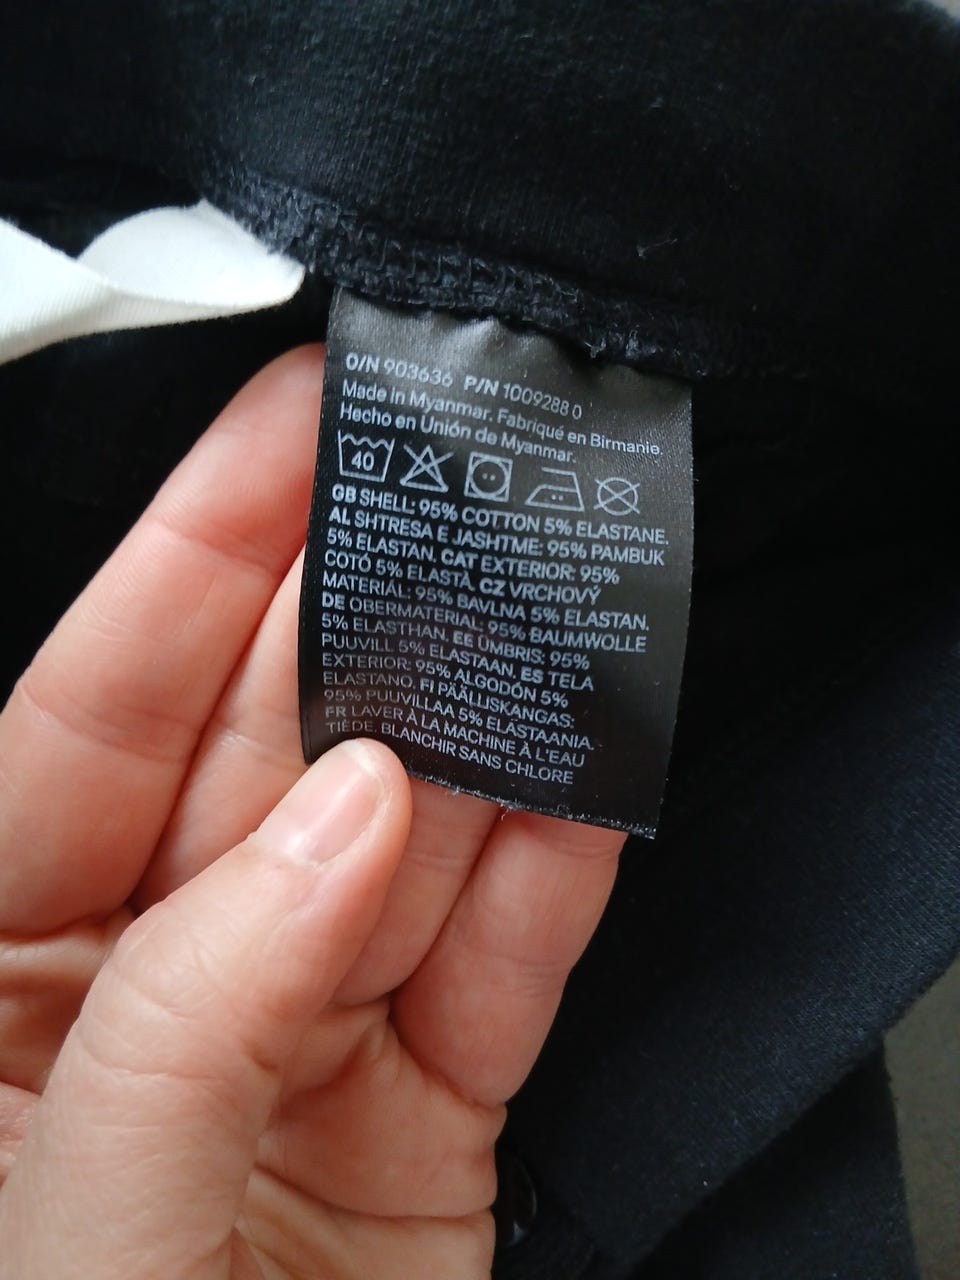 O/N 903636 P/N 1009288 0
Made in Myanmar. Fabriqué en Birmanie.
Hecho en Unión de Myanmar.
40
GB SHELL: 95% COTTON 5% ELASTANE.
AL SHTRESA E JASHTME: 95% PAMBUK
5% ELASTAN. CAT EXTERIOR: 95%
COTÓ 5% ELASTÀ. CZ VRCHOVÝ
MATERIÁL: 95% BAVLNA 5% ELASTAN.
DE OBERMATERIAL: 95% BAUMWOLLE
5% ELASTHAN. EE ÜMBRIS: 95%
PUUVILL 5% ELASTAAN. ES TELA
EXTERIOR: 95% ALGODÓN 5%
ELASTANO. FI PÄÄLLISKANGAS:
95% PUUVILLAA 5% ELASTAANIA.
FR LAVER À LA MACHINE À L'EAU
TIÈDE. BLANCHIR SANS CHLORE